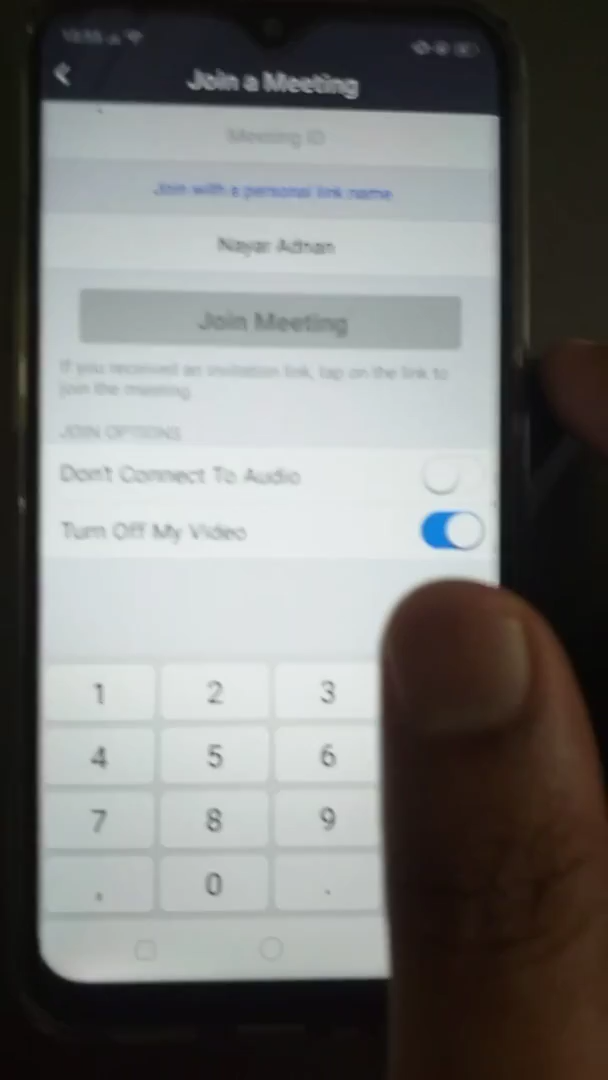 Join a Meeting
Meeting ID
Join with a personal link name
Nayar Adnan
Join Meeting
If you received an invitation link, tap on the link to
join the meeting
JOIN OPTIONS
Don't Connect To Audio
Turn Off My Video
1 2 3
4 5 6
7 8 9
, 0 .